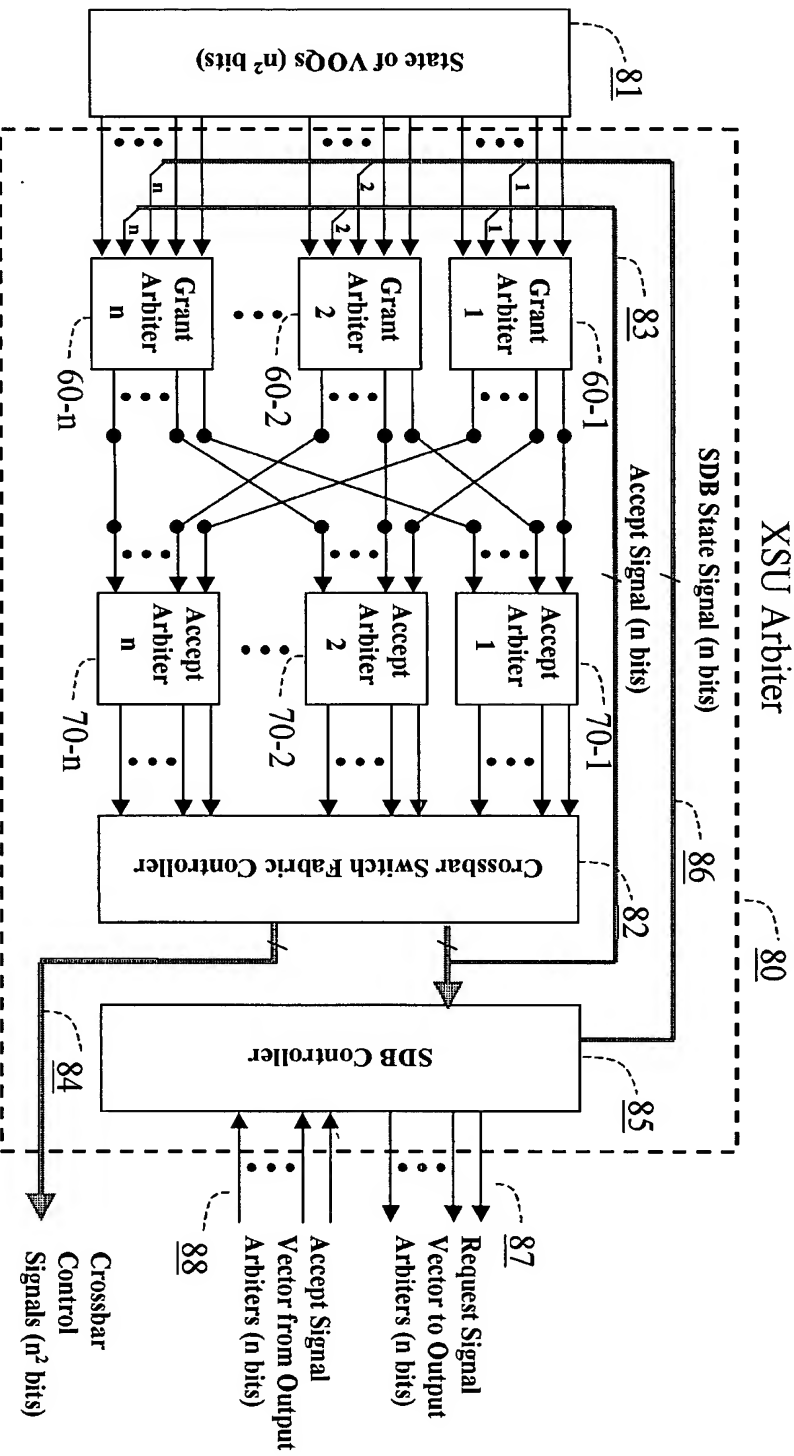 XSU Arbiter
80
SDB State Signal (n bits)
86
Accept Signal (n bits)
83
81
State of VOQs (n² bits)
1
1
2
2
n
n
Grant
Arbiter
1
60-1
Grant
Arbiter
2
60-2
Grant
Arbiter
n
60-n
Accept
Arbiter
1
70-1
Accept
Arbiter
2
70-2
Accept
Arbiter
n
70-n
Crossbar Switch Fabric Controller
82
SDB Controller
85
84
87
Request Signal
Vector to Output
Arbiters (n bits)
Accept Signal
Vector from Output
Arbiters (n bits)
88
Crossbar
Control
Signals (n² bits)